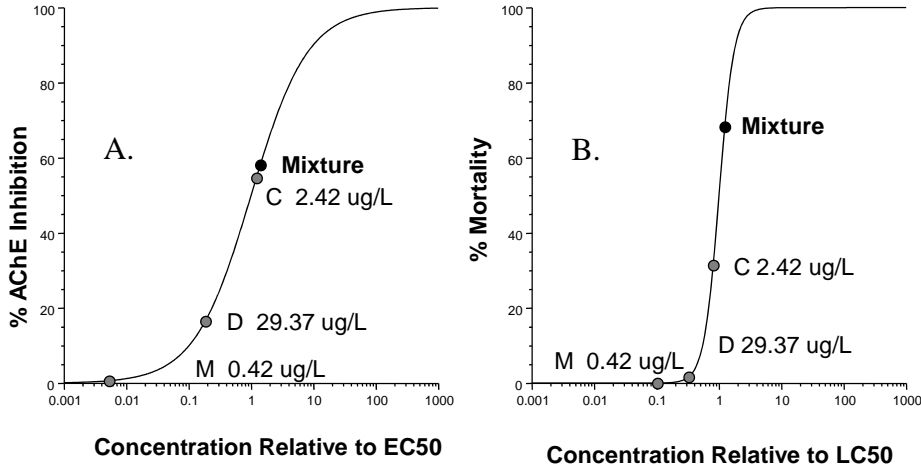 100
80
60
40
20
0
% AChE Inhibition
A.
Mixture
C 2.42 ug/L
D 29.37 ug/L
M 0.42 ug/L
0.001 0.01 0.1 1 10 100 1000
Concentration Relative to EC50
100
80
60
40
20
0
% Mortality
B.
Mixture
C 2.42 ug/L
D 29.37 ug/L
M 0.42 ug/L
0.001 0.01 0.1 1 10 100 1000
Concentration Relative to LC50